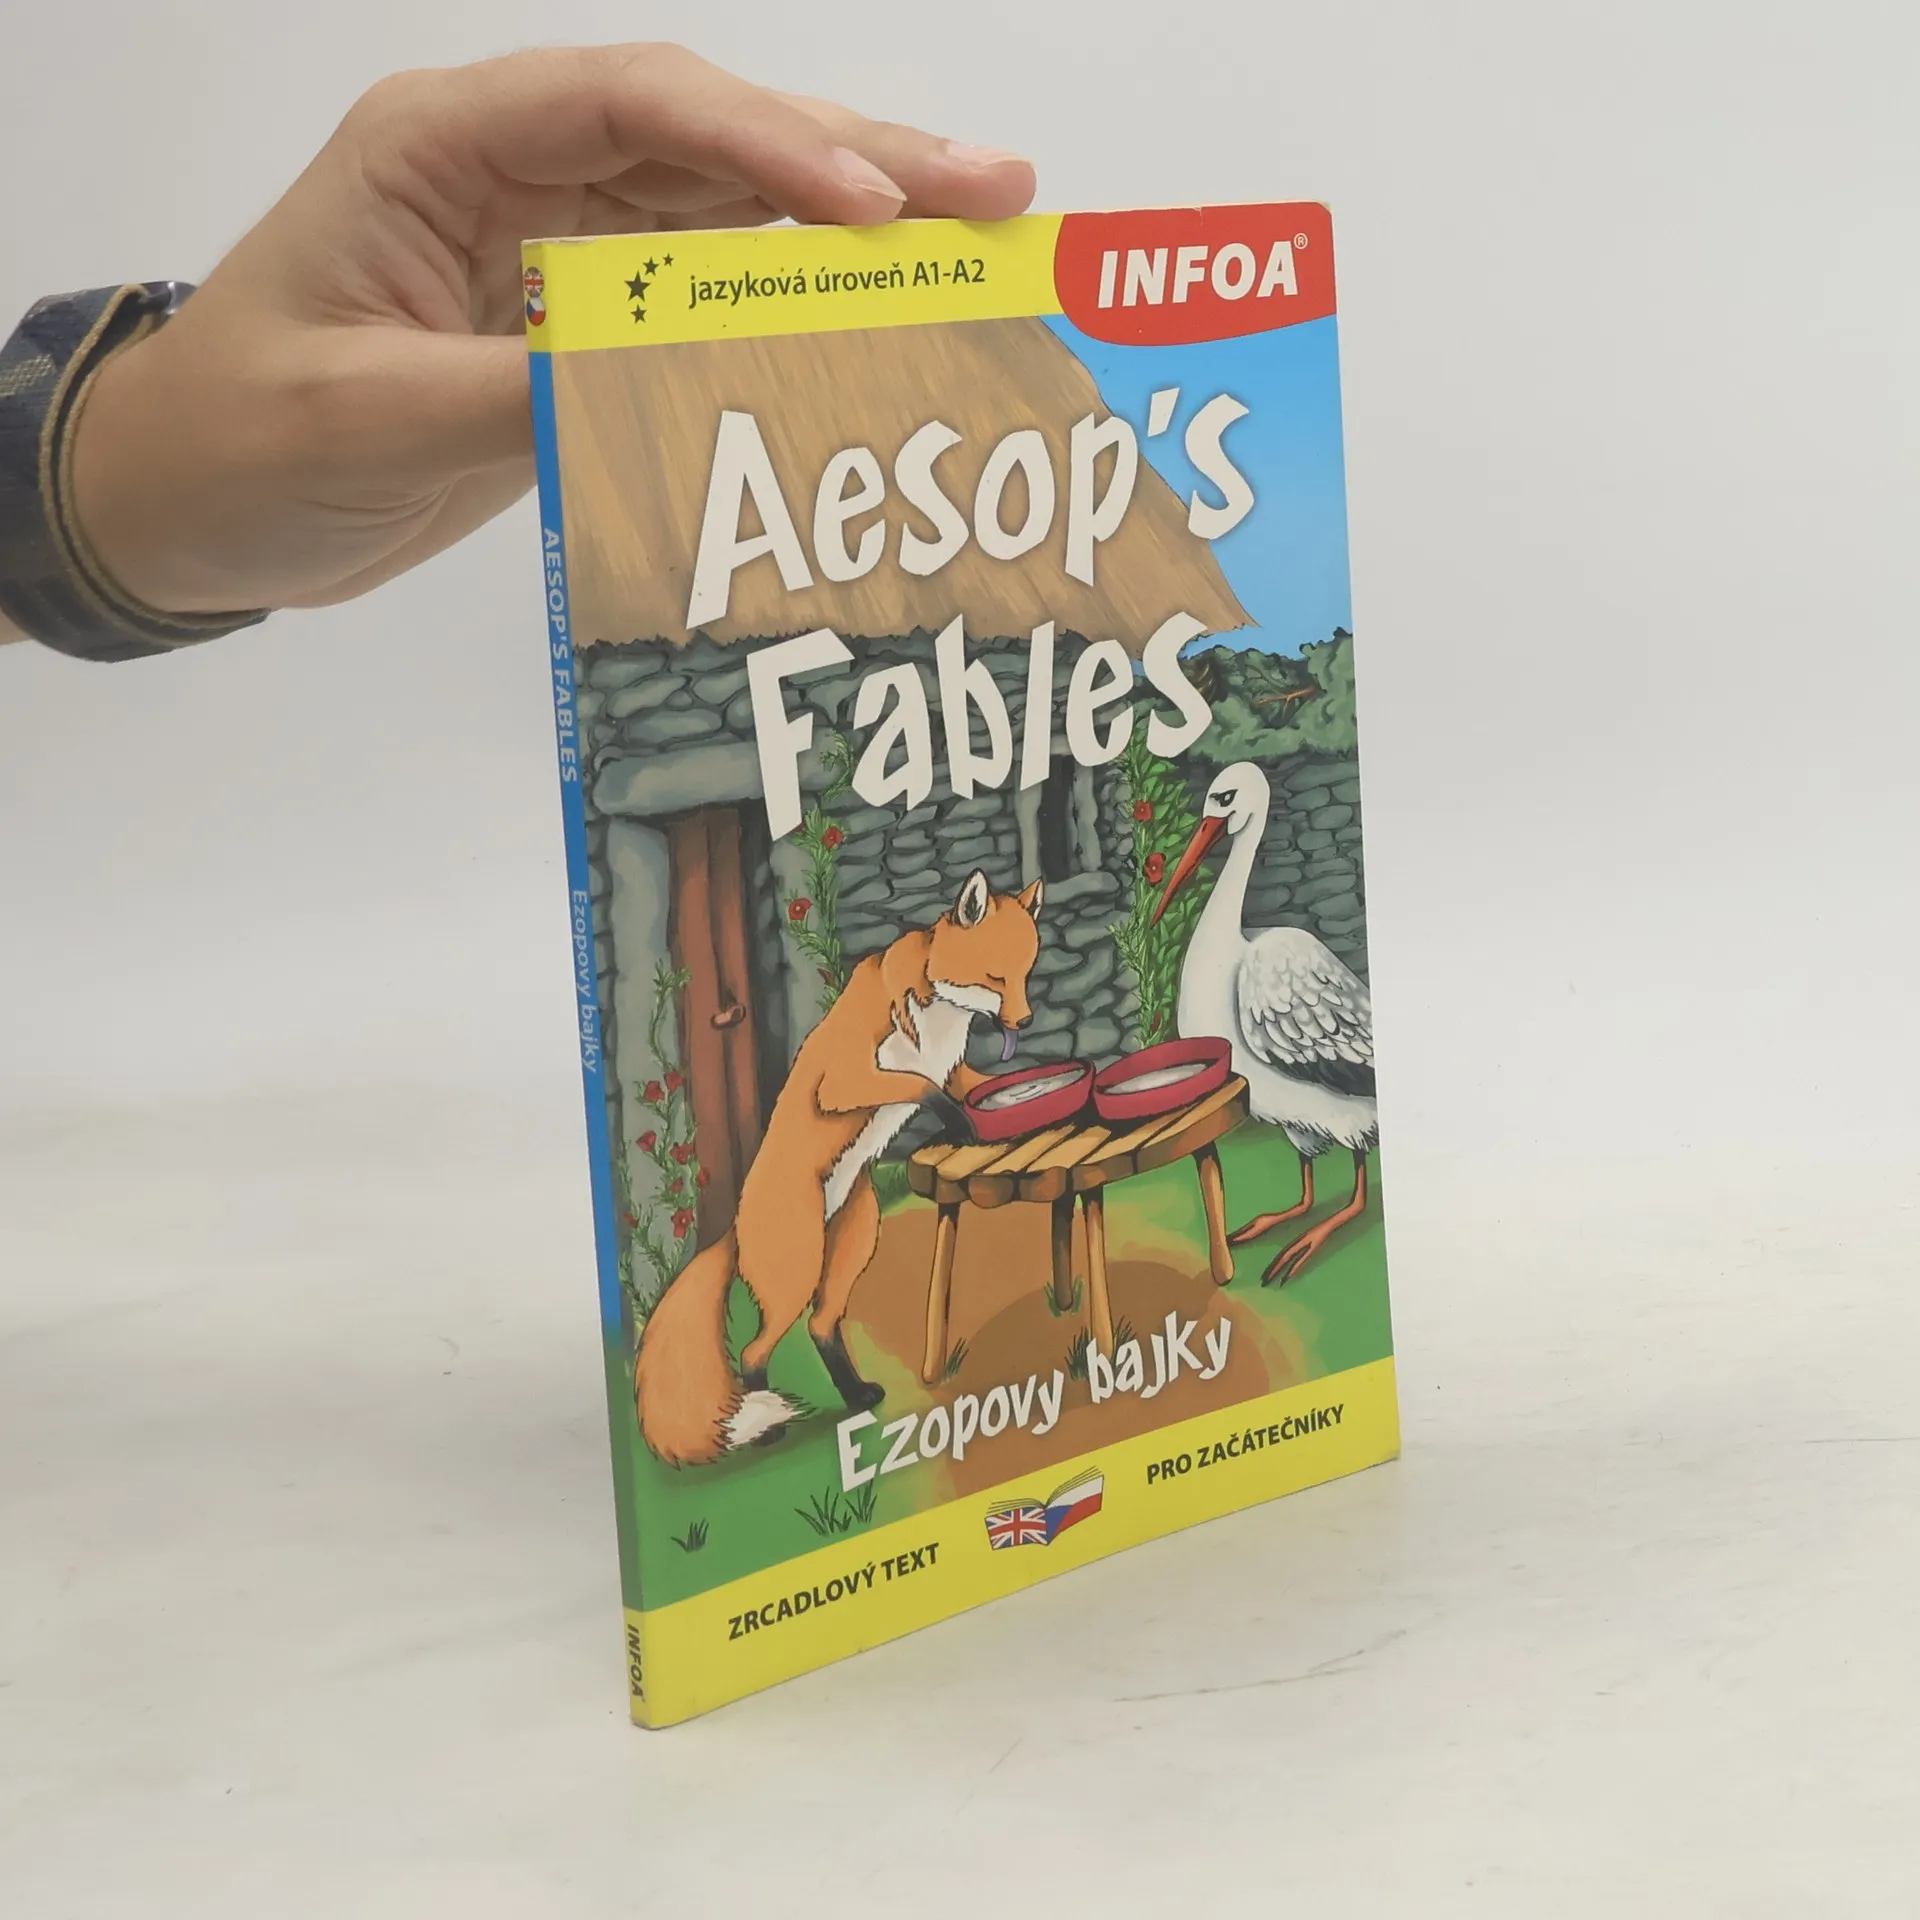 jazyková úroveň A1-A2
INFOA®
Aesop's
Fables
Ezopovy bajky
ZRCADLOVÝ TEXT
PRO ZAČÁTEČNÍKY
AESOP'S FABLES
Ezopovy bajky
INFOA